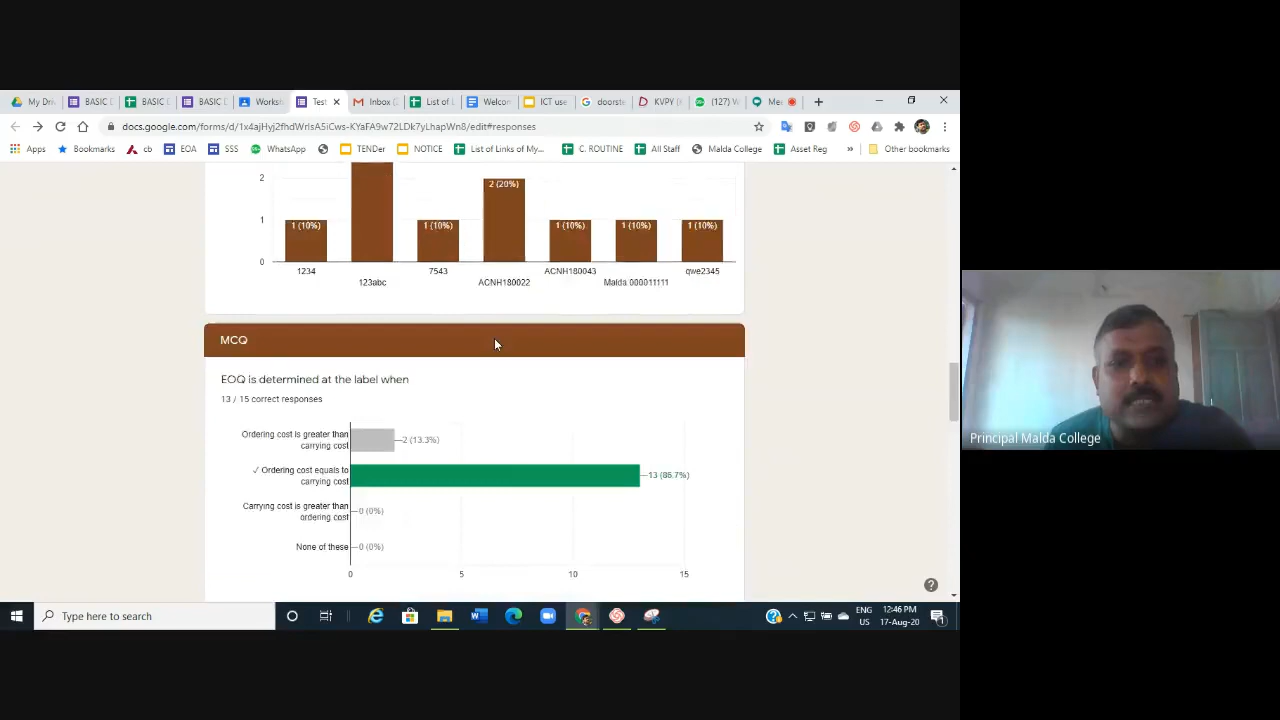 My Dri
BASIC
BASIC
BASIC
Works
Test
Inbox
List of
Welcon
ICT use
doorste
KVPY
(127)
Me
docs.google.com/forms/d/1x4ajHyj2fhdWrIsA5iCws-KYaFA9w72LDk7yLhapWn8/edit#responses
Apps Bookmarks cb EOA SSS WhatsApp TENDer NOTICE List of Links of My... C. ROUTINE All Staff Malda College Asset Reg » Other bookmarks
2
2 (20%)
1
1 (10%) 1 (10%) 1 (10%) 1 (10%) 1 (10%)
0
1234 7543 ACNH180043 qwe2345
123abc ACNH180022 Malda 000011111
MCQ
EOQ is determined at the label when
13 / 15 correct responses
Ordering cost is greater than
carrying cost
2 (13.3%)
✓ Ordering cost equals to
carrying cost
13 (86.7%)
Carrying cost is greater than
ordering cost
0 (0%)
None of these
0 (0%)
0 5 10 15
Principal Malda College
Type here to search
ENG
US
12:46 PM
17-Aug-20